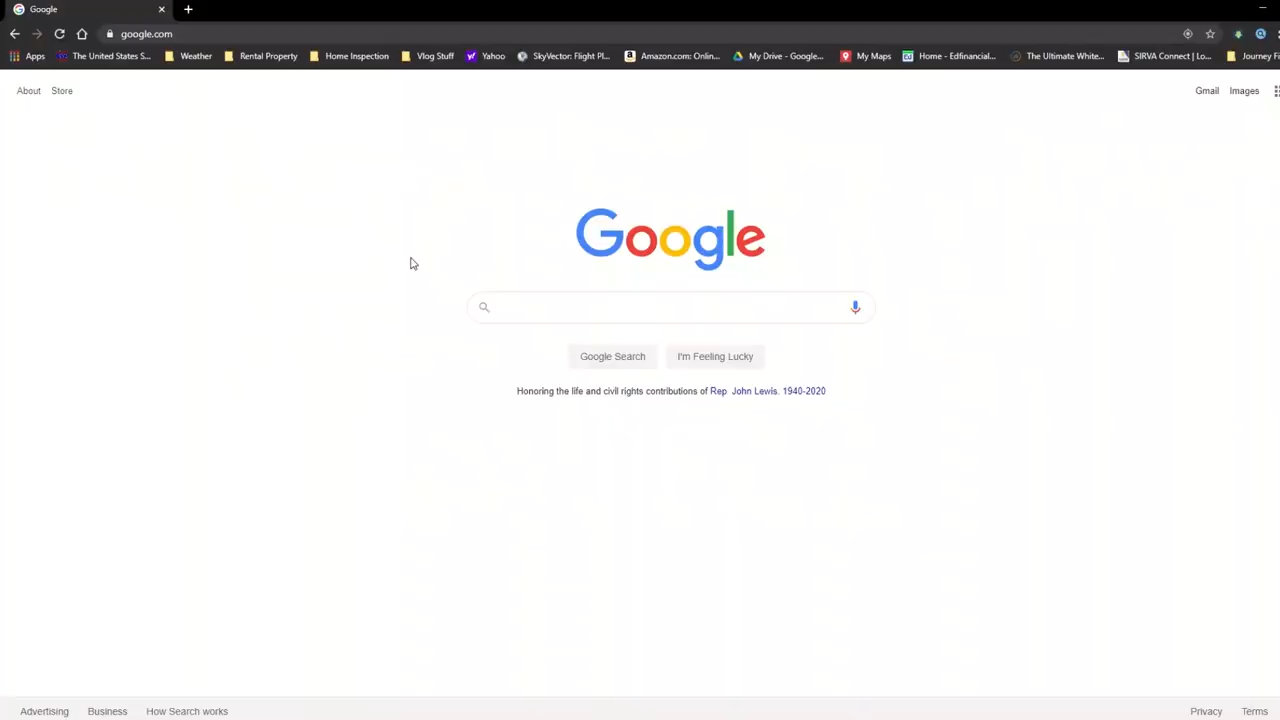 Google
google.com
Apps The United States S... Weather Rental Property Home Inspection Vlog Stuff Yahoo SkyVector: Flight Pl... Amazon.com: Onlin... My Drive - Google... My Maps Home - Edfinancial... The Ultimate White... SIRVA Connect | Lo... Journey Fi
About Store Gmail Images
Google
Google Search I'm Feeling Lucky
Honoring the life and civil rights contributions of Rep John Lewis. 1940-2020
Advertising Business How Search works Privacy Terms